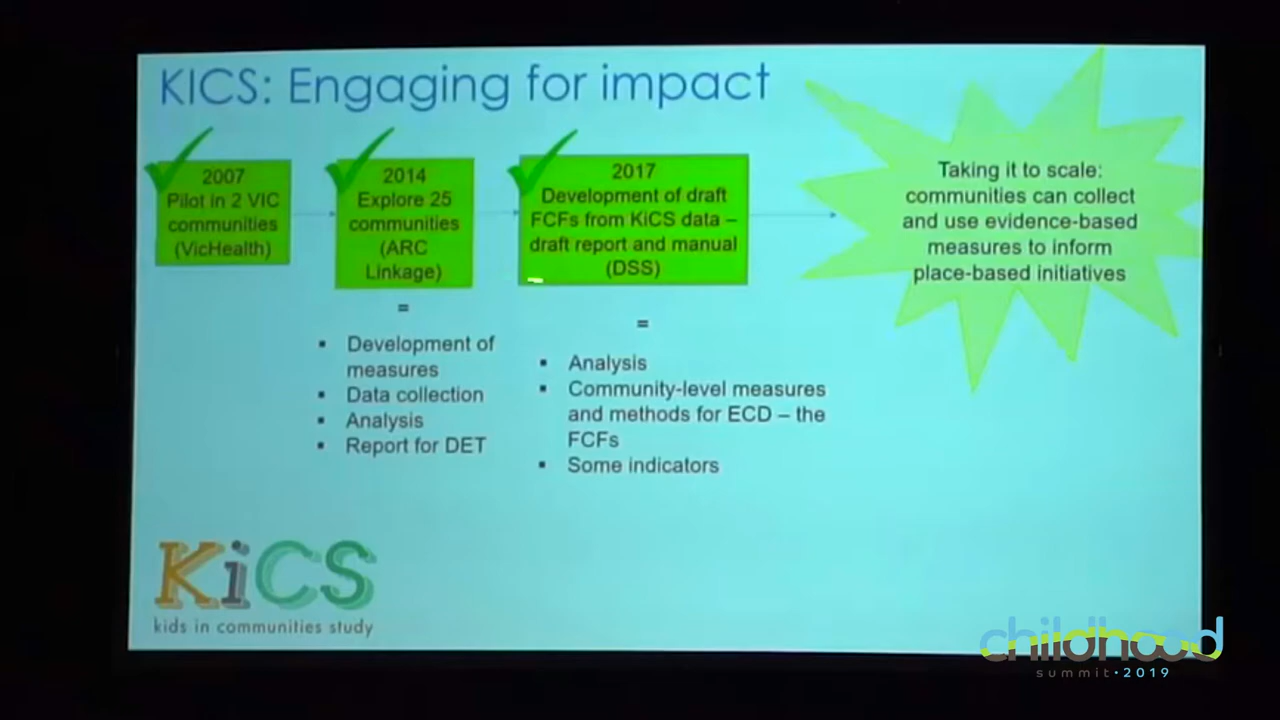 KICS: Engaging for impact
2007
Pilot in 2 VIC
communities
(VicHealth)
2014
Explore 25
communities
(ARC
Linkage)
2017
Development of draft
FCFs from KiCS data –
draft report and manual
(DSS)
Taking it to scale:
communities can collect
and use evidence-based
measures to inform
place-based initiatives
=
▪ Development of
measures
▪ Data collection
▪ Analysis
▪ Report for DET
=
▪ Analysis
▪ Community-level measures
and methods for ECD – the
FCFs
▪ Some indicators
KiCS
kids in communities study
childhood
summit • 2019